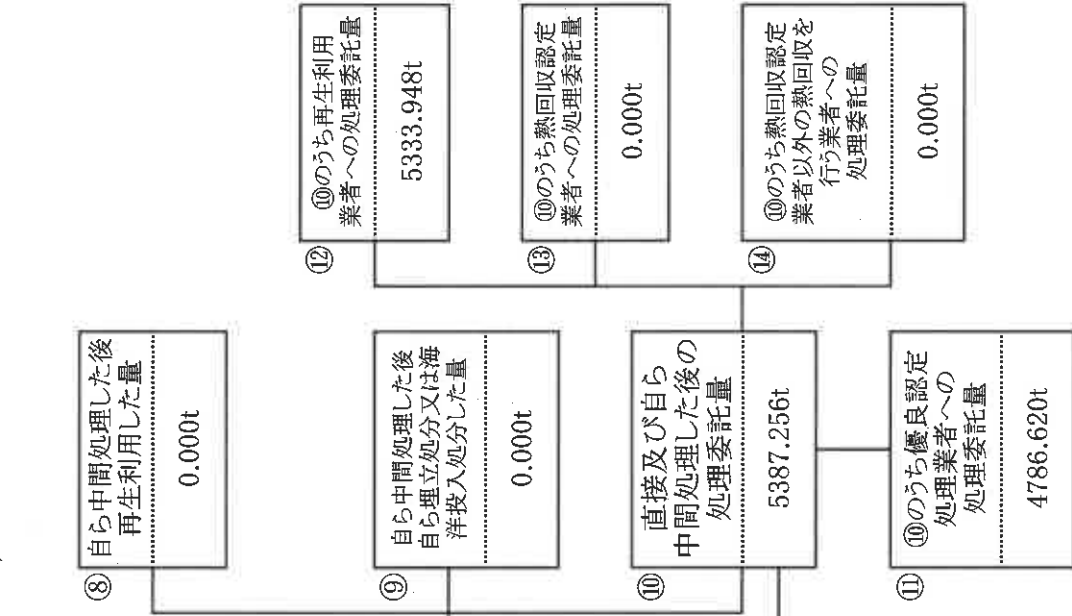 ⑧
自ら中間処理した後
再生利用した量
0.000t
⑨
自ら中間処理した後
自ら埋立処分又は海
洋投入処分した量
0.000t
⑩
直接及び自ら
中間処理した後の
処理委託量
5387.256t
⑪
⑩のうち優良認定
処理業者への
処理委託量
4786.620t
⑫
⑩のうち再生利用
業者への処理委託量
5333.948t
⑬
⑩のうち熱回収認定
業者への処理委託量
0.000t
⑭
⑩のうち熱回収認定
業者以外の熱回収を
行う業者への
処理委託量
0.000t